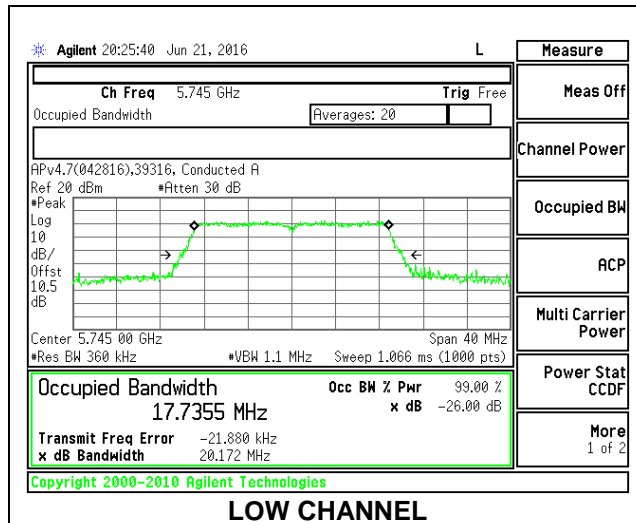 Agilent 20:25:40 Jun 21, 2016 L
Measure
Ch Freq 5.745 GHz Trig Free
Occupied Bandwidth Averages: 20
APv4.7(042816),39316, Conducted A
Ref 20 dBm #Atten 30 dB
#Peak
Log
10
dB/
Offst
10.5
dB
Center 5.745 00 GHz Span 40 MHz
#Res BW 360 kHz #VBW 1.1 MHz Sweep 1.066 ms (1000 pts)
Occupied Bandwidth Occ BW % Pwr 99.00 %
17.7355 MHz x dB -26.00 dB
Transmit Freq Error -21.880 kHz
x dB Bandwidth 20.172 MHz
Copyright 2000-2010 Agilent Technologies
Meas Off
Channel Power
Occupied BW
ACP
Multi Carrier
Power
Power Stat
CCDF
More
1 of 2
LOW CHANNEL